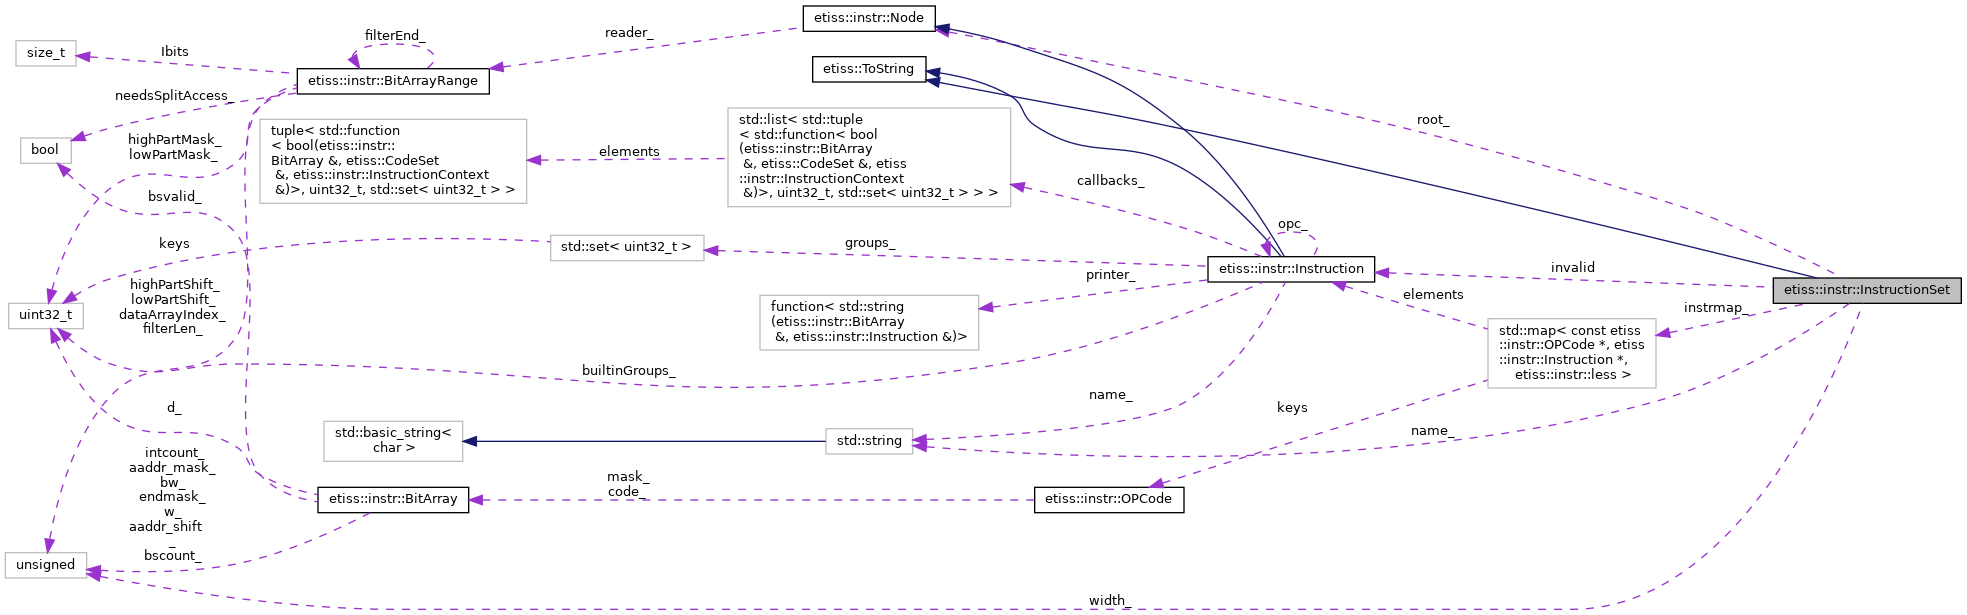 etiss::instr::Node
filterEnd_
reader_
size_t
Ibits
etiss::ToString
etiss::instr::BitArrayRange
needsSplitAccess_
root_
std::list< std::tuple
< std::function< bool
(etiss::instr::BitArray
&, etiss::CodeSet &, etiss
::instr::InstructionContext
&)>, uint32_t, std::set< uint32_t > > >
tuple< std::function
< bool(etiss::instr::
BitArray &, etiss::CodeSet
&, etiss::instr::InstructionContext
&)>, uint32_t, std::set< uint32_t > >
elements
bool
highPartMask_
lowPartMask_
callbacks_
bsvalid_
opc_
keys
std::set< uint32_t >
groups_
etiss::instr::Instruction
invalid
printer_
etiss::instr::InstructionSet
highPartShift_
lowPartShift_
dataArrayIndex_
filterLen_
uint32_t
function< std::string
(etiss::instr::BitArray
&, etiss::instr::Instruction &)>
elements
instrmap_
std::map< const etiss
::instr::OPCode *, etiss
::instr::Instruction *,
etiss::instr::less >
builtinGroups_
name_
d_
keys
std::basic_string<
char >
std::string
name_
intcount_
aaddr_mask_
bw_
endmask_
w_
aaddr_shift
_
bscount_
etiss::instr::BitArray
mask_
code_
etiss::instr::OPCode
unsigned
width_